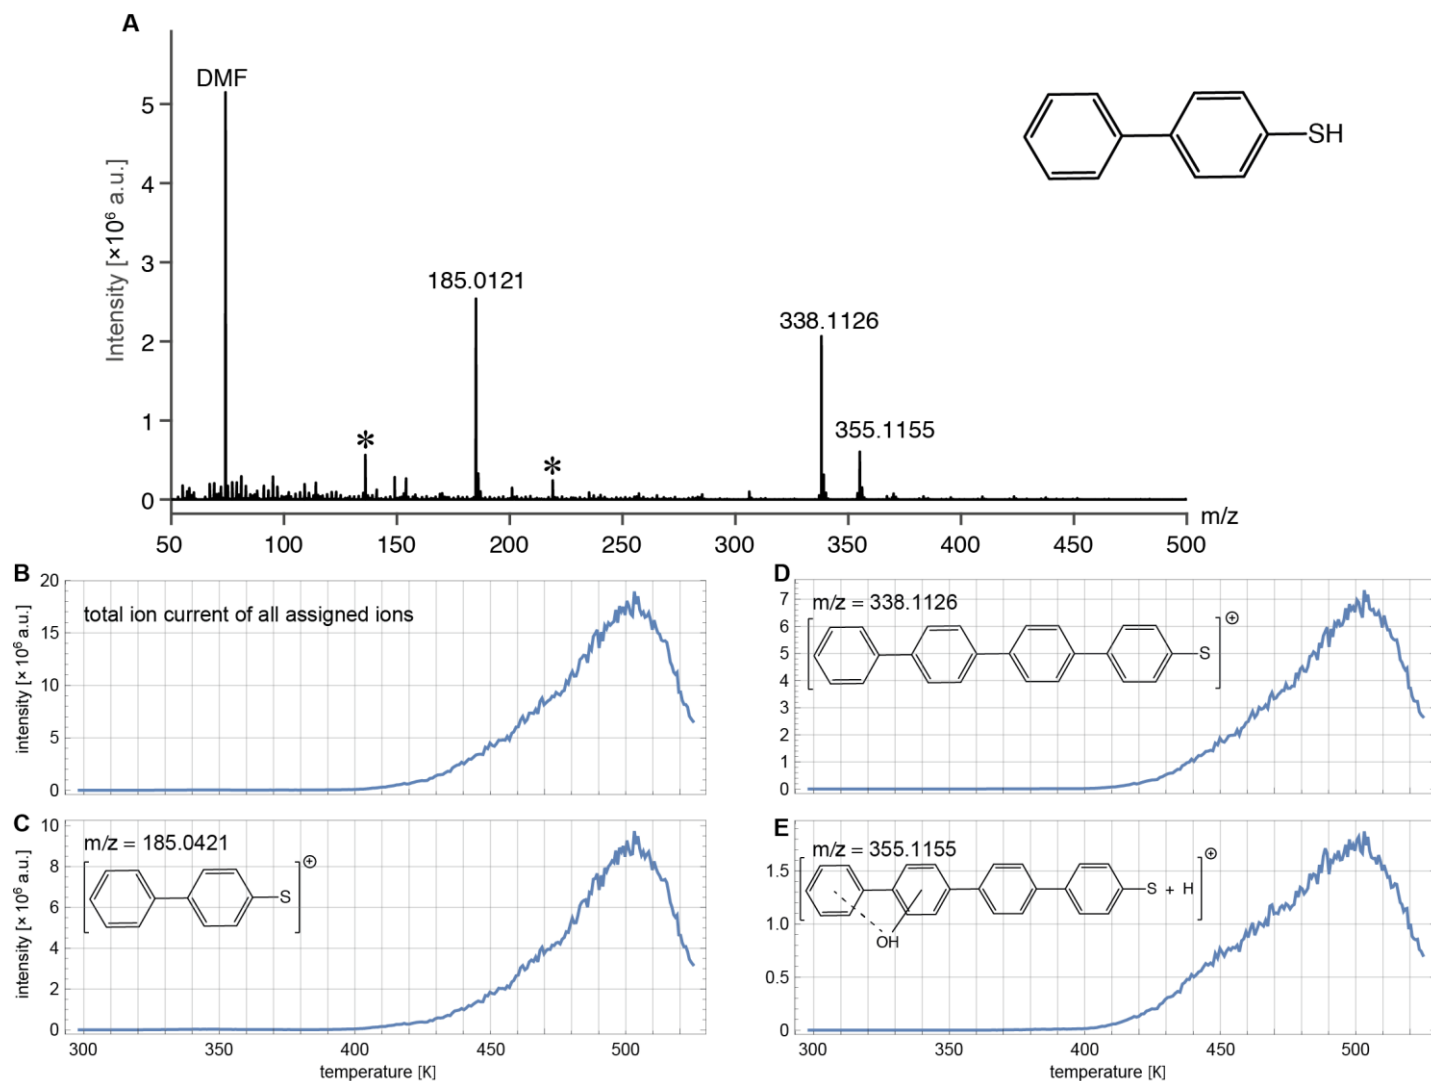 A
DMF
185.0121
338.1126
355.1155
*
*
SH
Intensity [×10⁶ a.u.]
5
4
3
2
1
0
m/z
50 100 150 200 250 300 350 400 450 500
B
total ion current of all assigned ions
intensity [× 10⁶ a.u.]
20
15
10
5
0
D
m/z = 338.1126
S
⊕
7
6
5
4
3
2
1
0
C
m/z = 185.0421
S
⊕
intensity [× 10⁶ a.u.]
10
8
6
4
2
0
300 350 400 450 500
temperature [K]
E
m/z = 355.1155
S + H
⊕
OH
1.5
1.0
0.5
0
300 350 400 450 500
temperature [K]